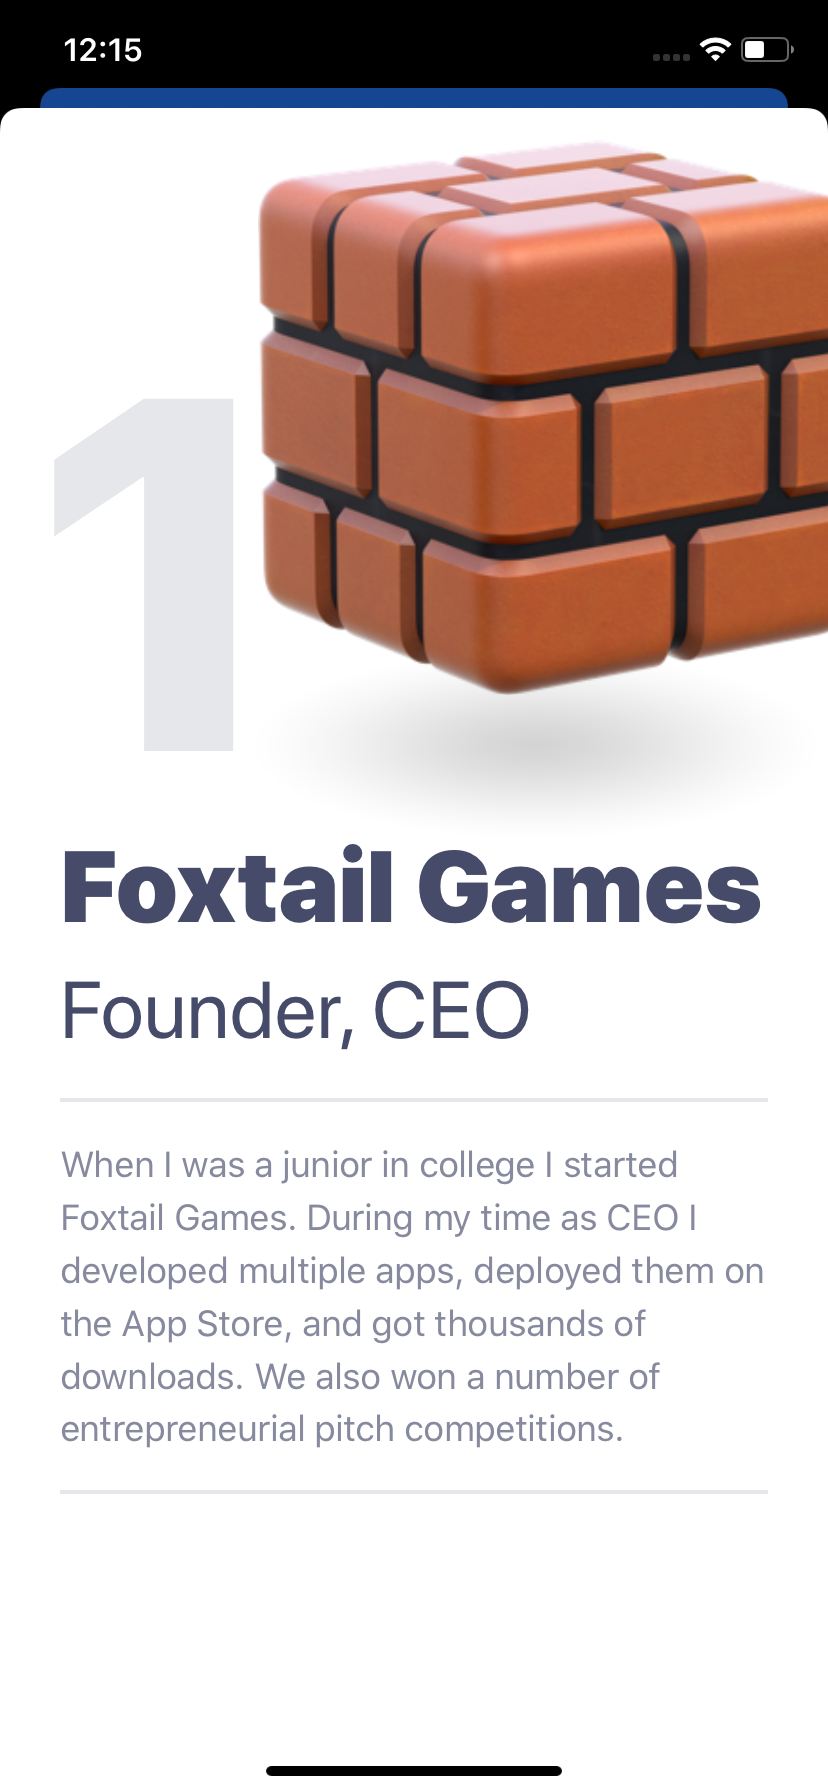 12:15
1
Foxtail Games
Founder, CEO
When I was a junior in college I started
Foxtail Games. During my time as CEO I
developed multiple apps, deployed them on
the App Store, and got thousands of
downloads. We also won a number of
entrepreneurial pitch competitions.